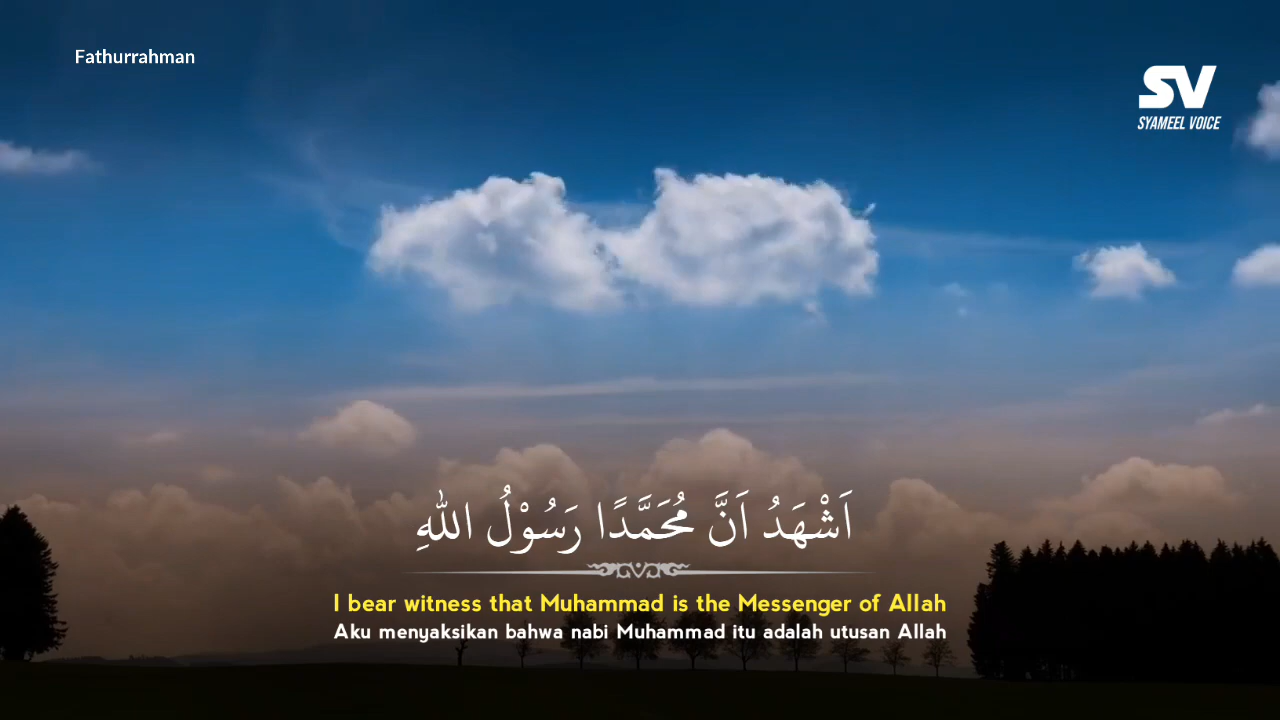 Fathurrahman
SV
SYAMEEL VOICE
اَشْهَدُ اَنَّ مُحَمَّدًا رَسُوْلُ اللهِ
I bear witness that Muhammad is the Messenger of Allah
Aku menyaksikan bahwa nabi Muhammad itu adalah utusan Allah